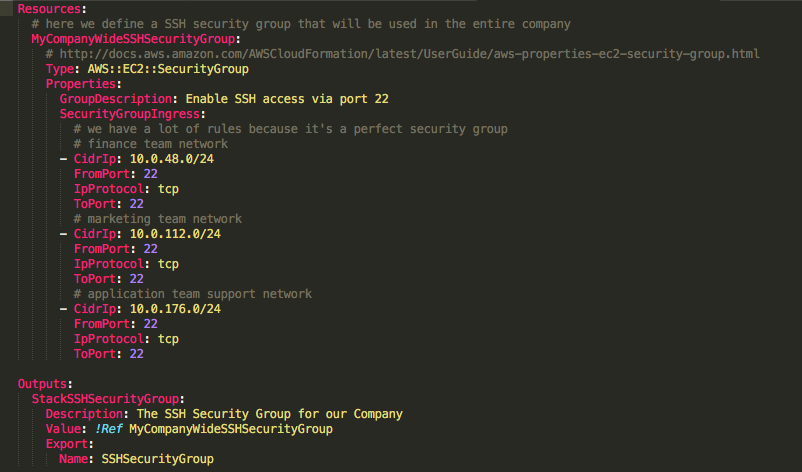 Resources:
# here we define a SSH security group that will be used in the entire company
MyCompanyWideSSHSecurityGroup:
# http://docs.aws.amazon.com/AWSCloudFormation/latest/UserGuide/aws-properties-ec2-security-group.html
Type: AWS::EC2::SecurityGroup
Properties:
GroupDescription: Enable SSH access via port 22
SecurityGroupIngress:
# we have a lot of rules because it's a perfect security group
# finance team network
- CidrIp: 10.0.48.0/24
FromPort: 22
IpProtocol: tcp
ToPort: 22
# marketing team network
- CidrIp: 10.0.112.0/24
FromPort: 22
IpProtocol: tcp
ToPort: 22
# application team support network
- CidrIp: 10.0.176.0/24
FromPort: 22
IpProtocol: tcp
ToPort: 22
Outputs:
StackSSHSecurityGroup:
Description: The SSH Security Group for our Company
Value: !Ref MyCompanyWideSSHSecurityGroup
Export:
Name: SSHSecurityGroup